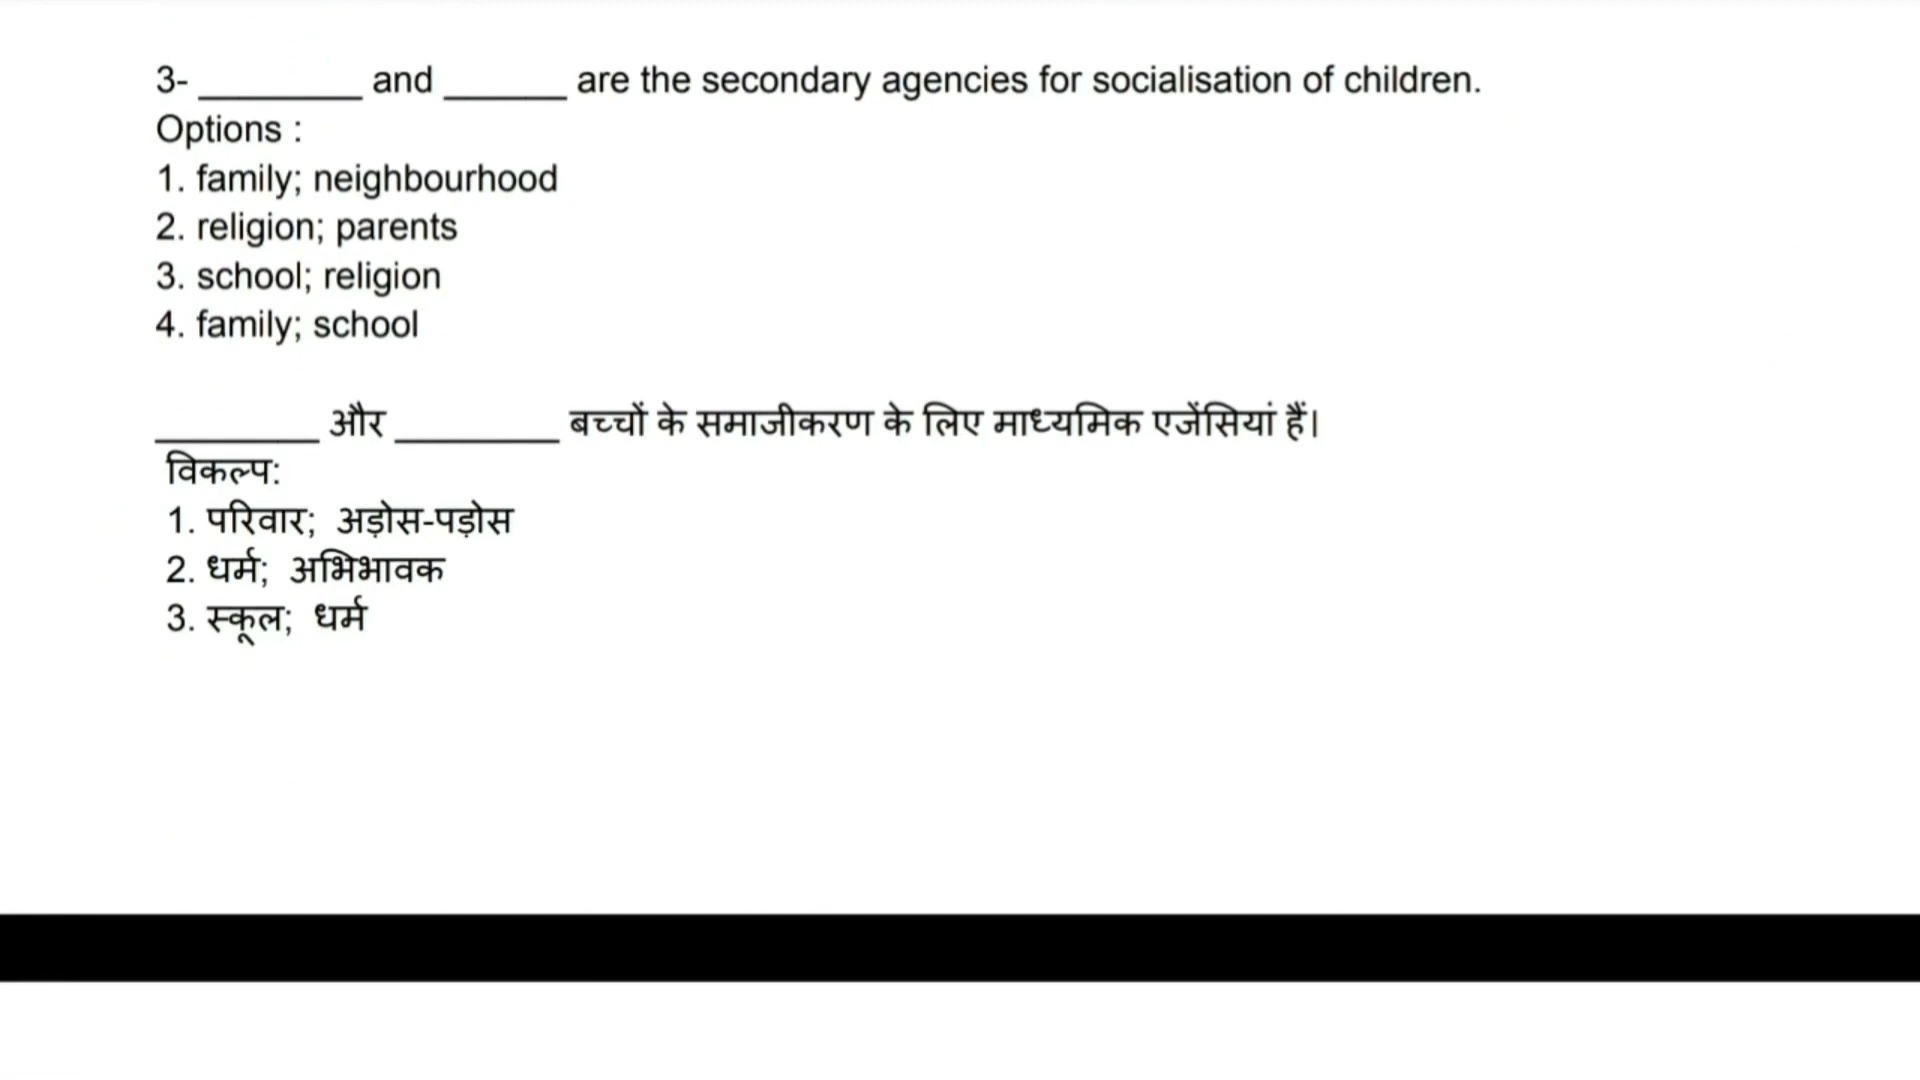 3- ________ and ______ are the secondary agencies for socialisation of children.
Options :
1. family; neighbourhood
2. religion; parents
3. school; religion
4. family; school
________ और ________ बच्चों के समाजीकरण के लिए माध्यमिक एजेंसियां हैं।
विकल्प:
1. परिवार; अड़ोस-पड़ोस
2. धर्म; अभिभावक
3. स्कूल; धर्म